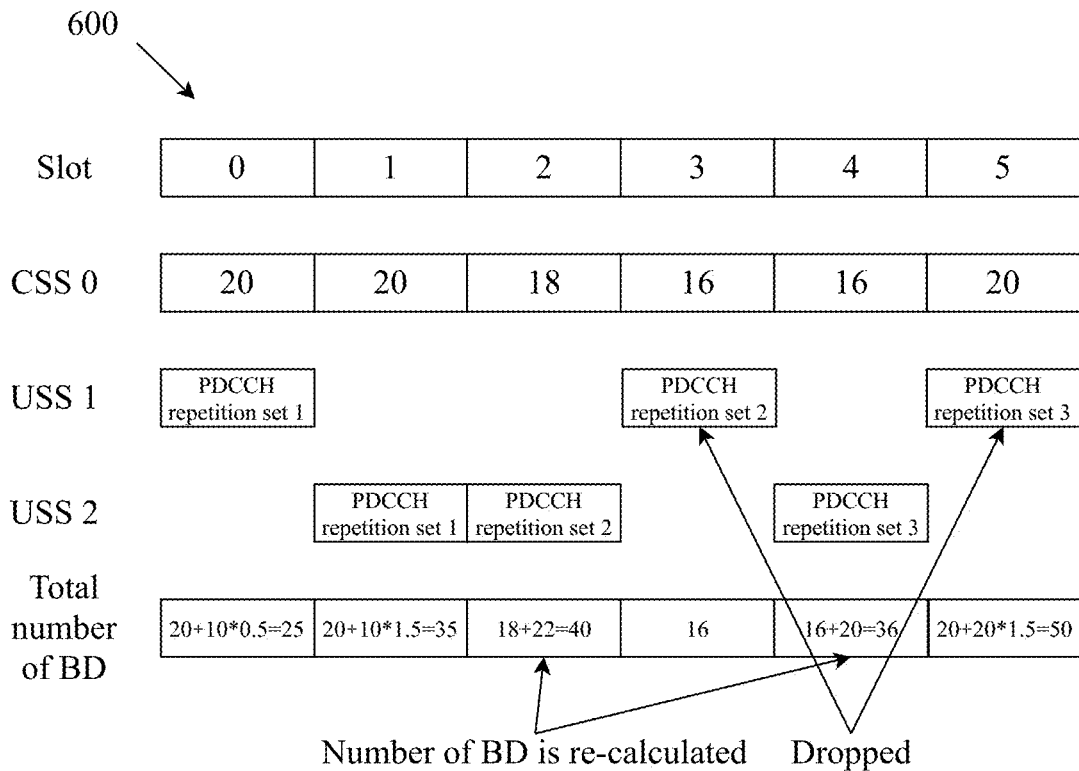 600
Slot 0 1 2 3 4 5
CSS 0 20 20 18 16 16 20
USS 1 PDCCH repetition set 1 PDCCH repetition set 2 PDCCH repetition set 3
USS 2 PDCCH repetition set 1 PDCCH repetition set 2 PDCCH repetition set 3
Total
number
of BD
20+10*0.5=25 20+10*1.5=35 18+22=40 16 16+20=36 20+20*1.5=50
Number of BD is re-calculated Dropped